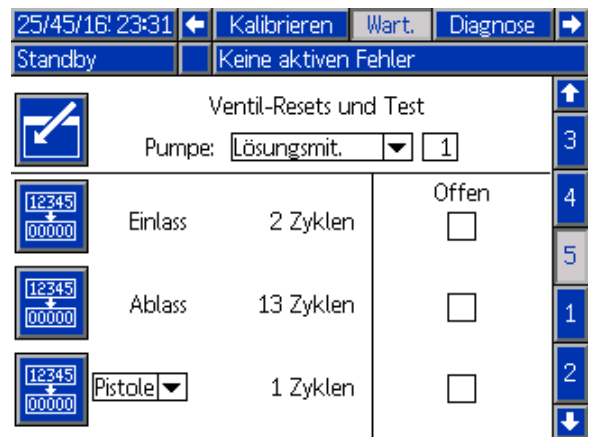 25/45/16 23:31 Kalibrieren Wart. Diagnose
Standby Keine aktiven Fehler
Ventil-Resets und Test
Pumpe: Lösungsmit. 1
3
Offen
4
12345
00000
Einlass 2 Zyklen
5
12345
00000
Ablass 13 Zyklen
1
12345
00000
Pistole 1 Zyklen
2